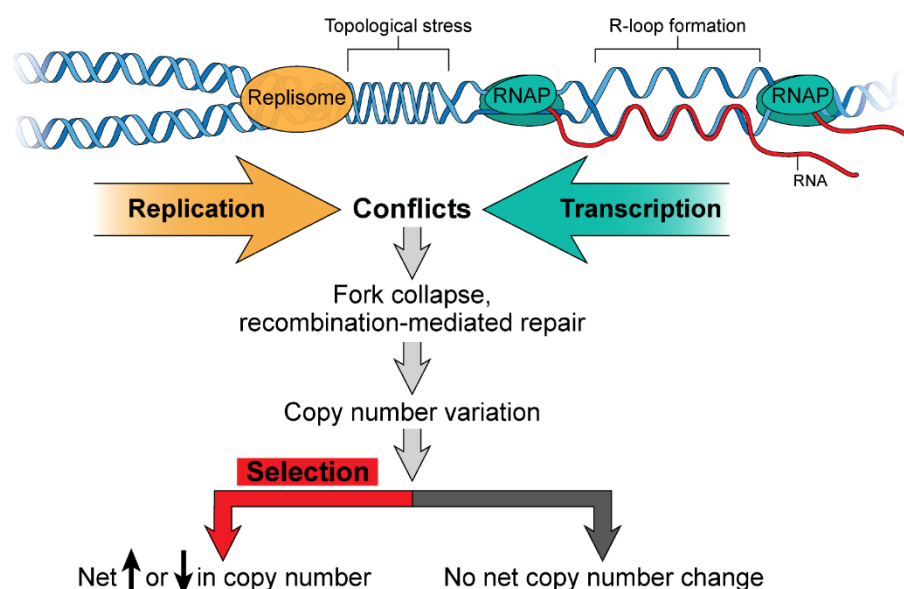 Topological stress
R-loop formation
Replisome
RNAP
RNAP
RNA
Replication
Conflicts
Transcription
Fork collapse,
recombination-mediated repair
Copy number variation
Selection
Net ↑ or ↓ in copy number
No net copy number change